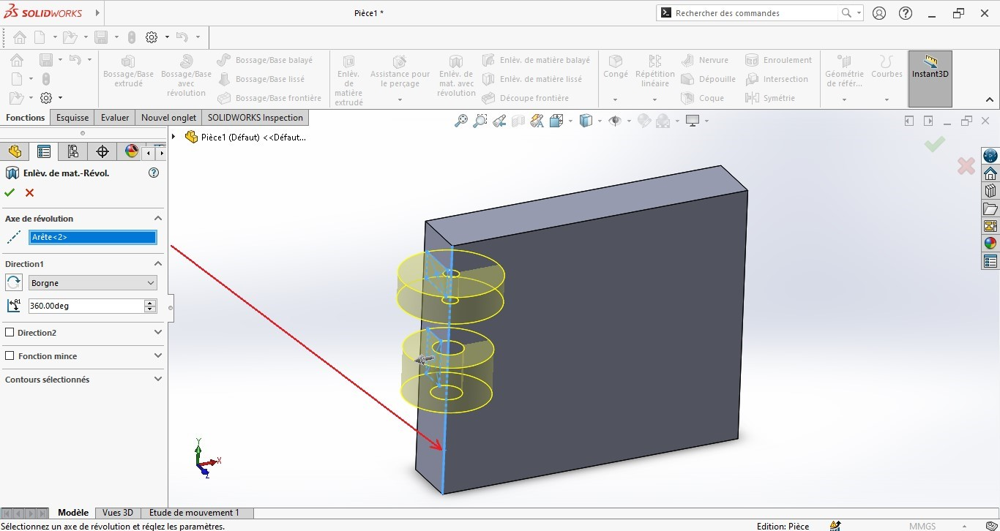 SOLIDWORKS
Pièce1 *
Rechercher des commandes
Bossage/Base
extrudé
Bossage/Base
avec
révolution
Bossage/Base balayé
Bossage/Base lissé
Bossage/Base frontière
Enlèv.
de
matière
extrudé
Assistance pour
le perçage
Enlèv. de
mat. avec
révolution
Enlèv. de matière balayé
Enlèv. de matière lissé
Découpe frontière
Congé
Répétition
linéaire
Nervure
Dépouille
Coque
Enroulement
Intersection
Symétrie
Géométrie
de référ...
Courbes
Instant3D
Fonctions
Esquisse
Evaluer
Nouvel onglet
SOLIDWORKS Inspection
Pièce1 (Défaut) <<Défaut...
Enlèv. de mat.-Révol.
Axe de révolution
Arête<2>
Direction1
Borgne
A1
360.00deg
Direction2
Fonction mince
Contours sélectionnés
Y
X
Z
Modèle
Vues 3D
Etude de mouvement 1
Sélectionnez un axe de révolution et réglez les paramètres.
Edition: Pièce
MMGS